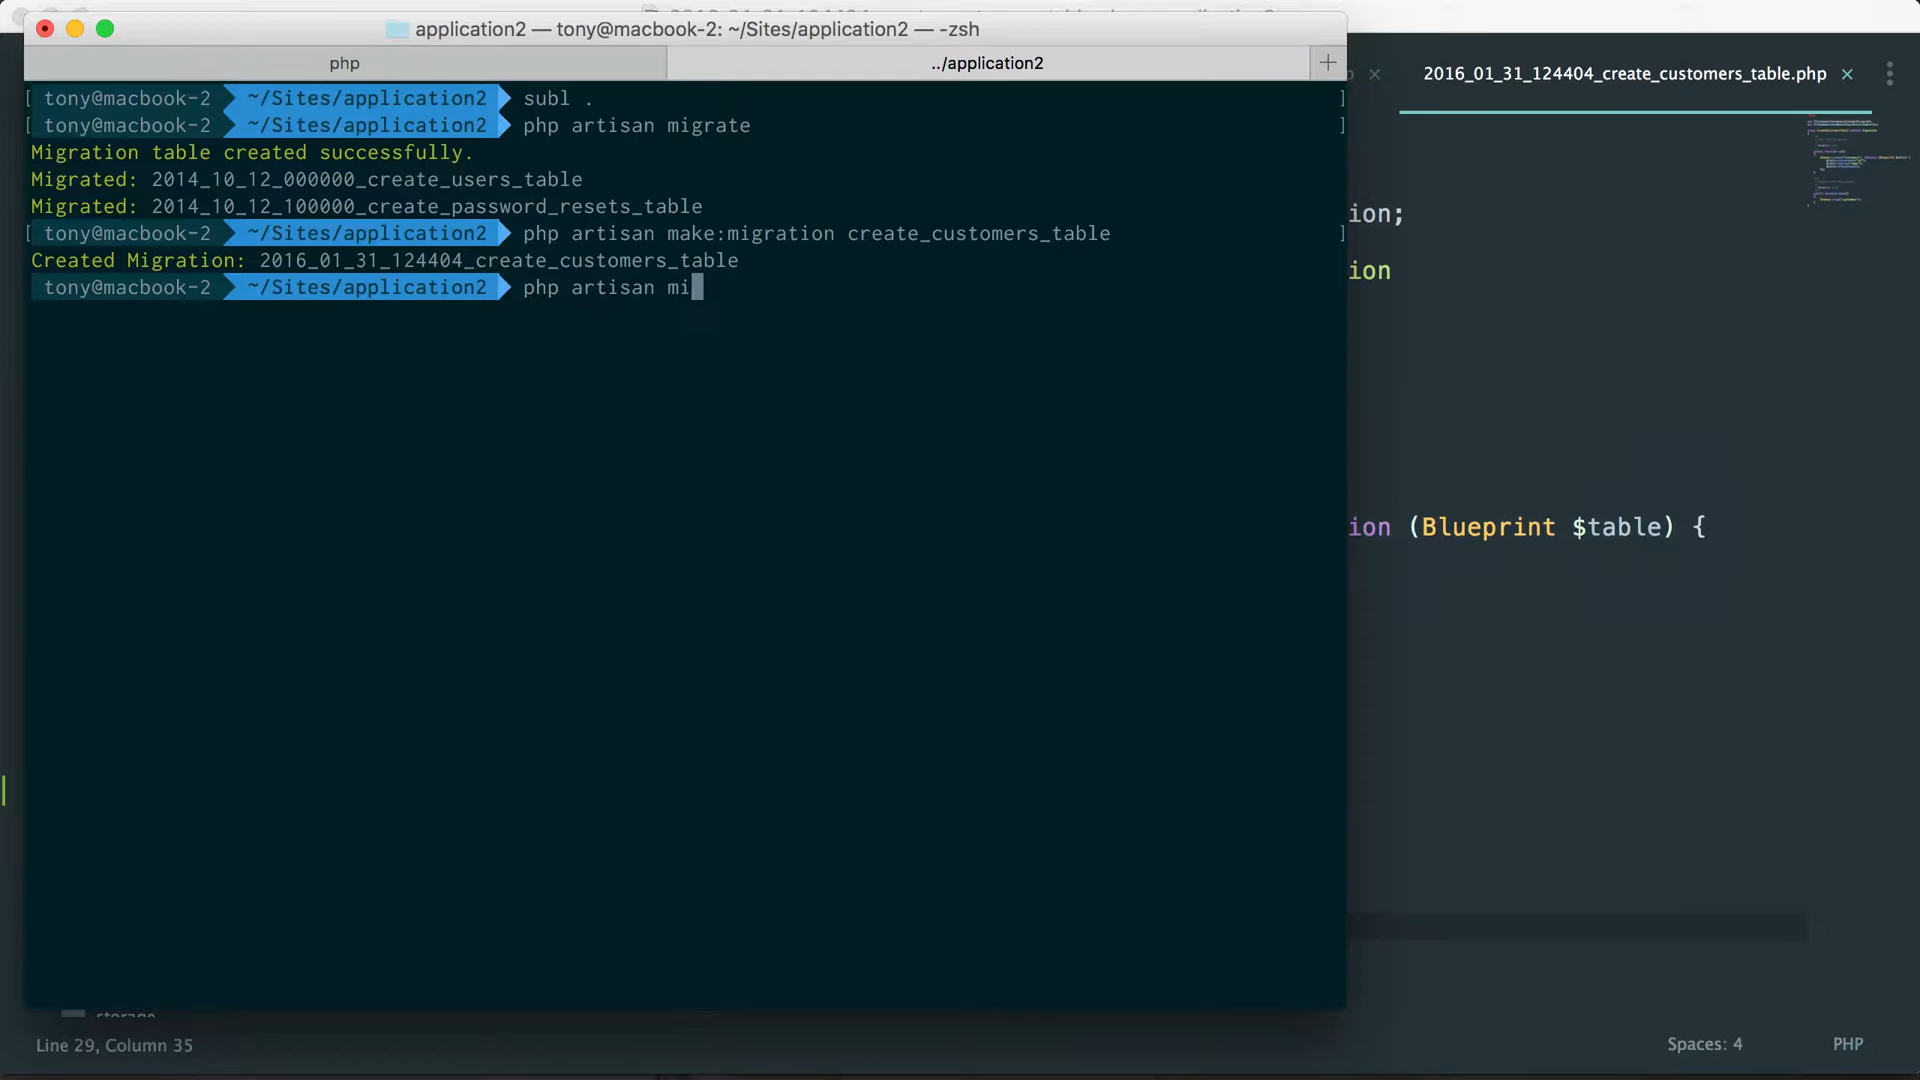 application2 — tony@macbook-2: ~/Sites/application2 — -zsh
php
../application2
2016_01_31_124404_create_customers_table.php
[ tony@macbook-2 ~/Sites/application2 subl . ]
[ tony@macbook-2 ~/Sites/application2 php artisan migrate ]
Migration table created successfully.
Migrated: 2014_10_12_000000_create_users_table
Migrated: 2014_10_12_100000_create_password_resets_table
ion;
[ tony@macbook-2 ~/Sites/application2 php artisan make:migration create_customers_table ]
Created Migration: 2016_01_31_124404_create_customers_table
ion
tony@macbook-2 ~/Sites/application2 php artisan mi
ion (Blueprint $table) {
storage
Line 29, Column 35
Spaces: 4
PHP